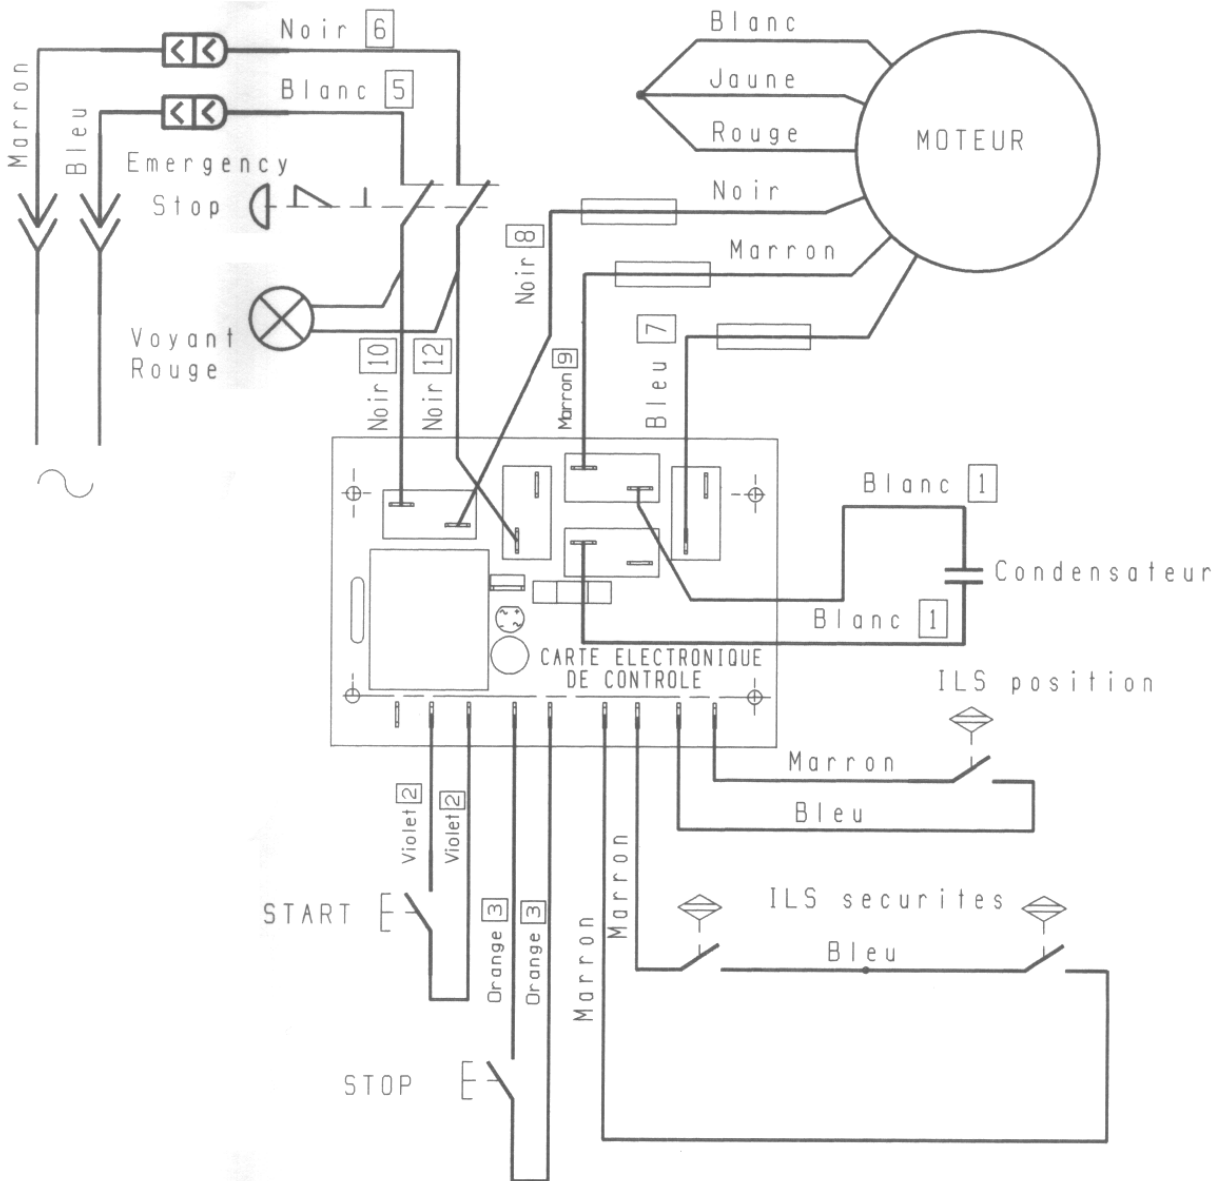 Noir 6
Blanc 5
Marron
Bleu
Emergency
Stop
Voyant
Rouge
Noir 10
Noir 12
Noir 8
Marron 9
Bleu 7
Blanc
Jaune
Rouge
Noir
Marron
MOTEUR
Blanc 1
Condensateur
Blanc 1
CARTE ELECTRONIQUE
DE CONTROLE
ILS position
Marron
Bleu
Violet 2
Violet 2
START
Orange 3
Orange 3
STOP
Marron
Marron
ILS securites
Bleu